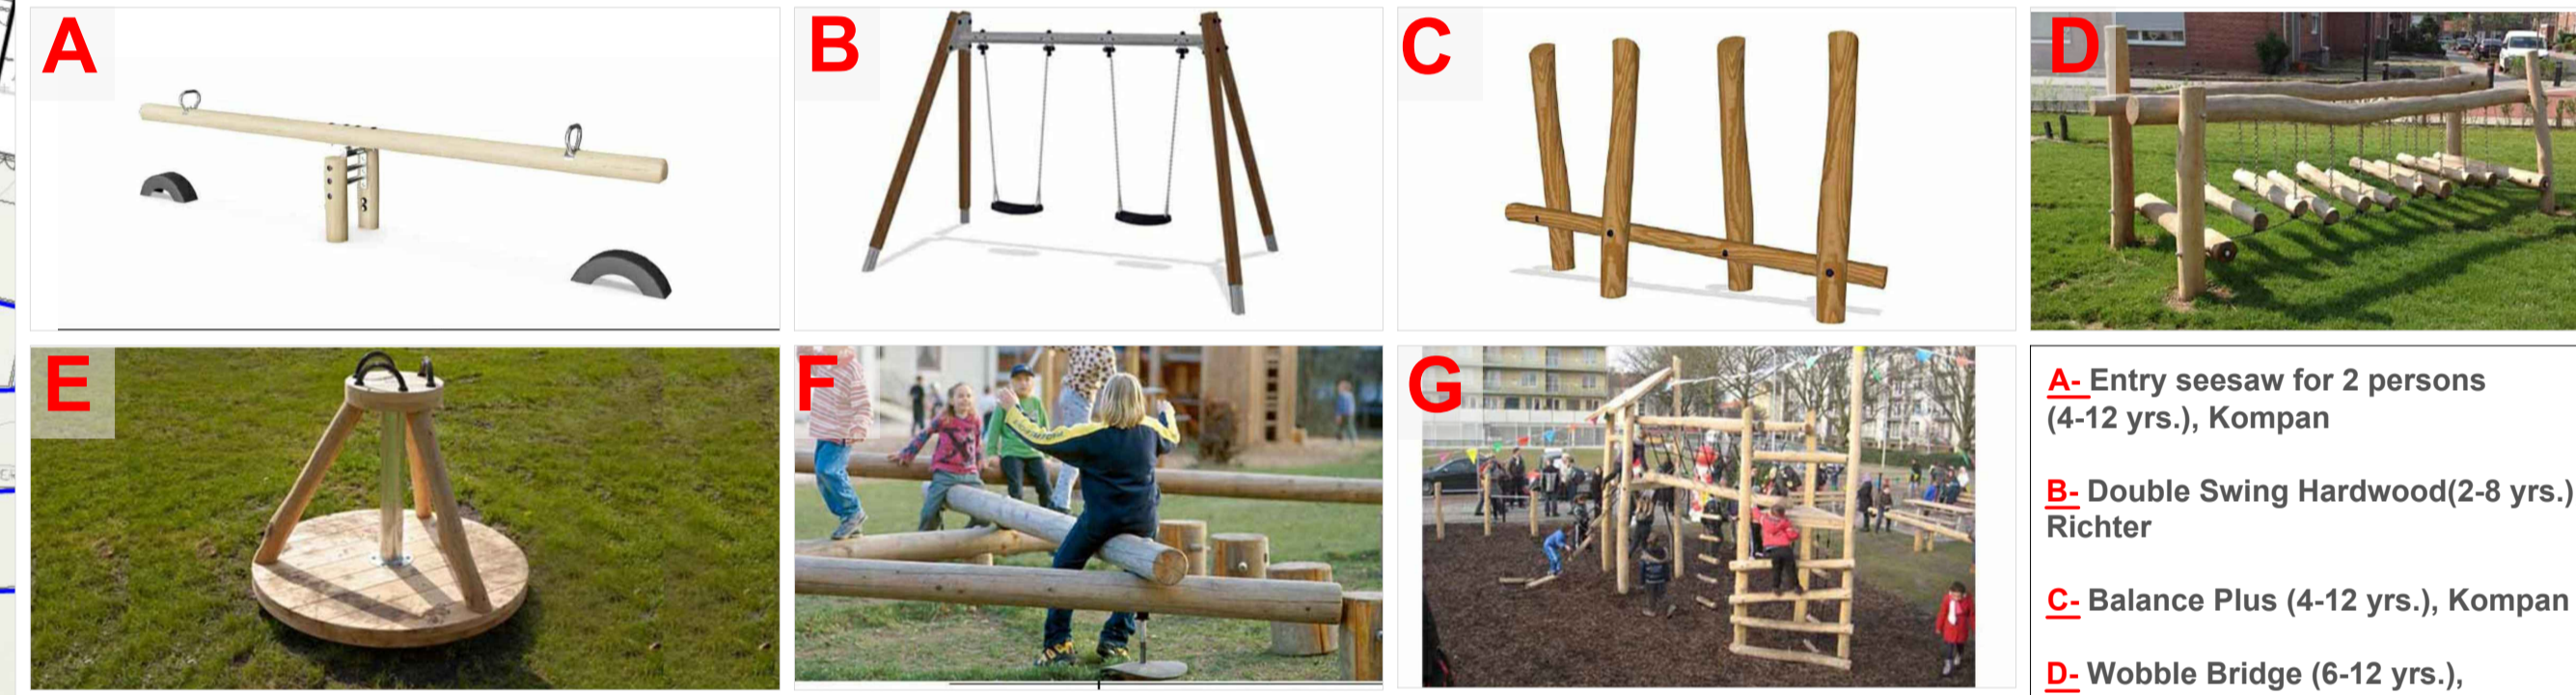 A
B
C
D
E
F
G
A- Entry seesaw for 2 persons
(4-12 yrs.), Kompan
B- Double Swing Hardwood(2-8 yrs.)
Richter
C- Balance Plus (4-12 yrs.), Kompan
D- Wobble Bridge (6-12 yrs.),